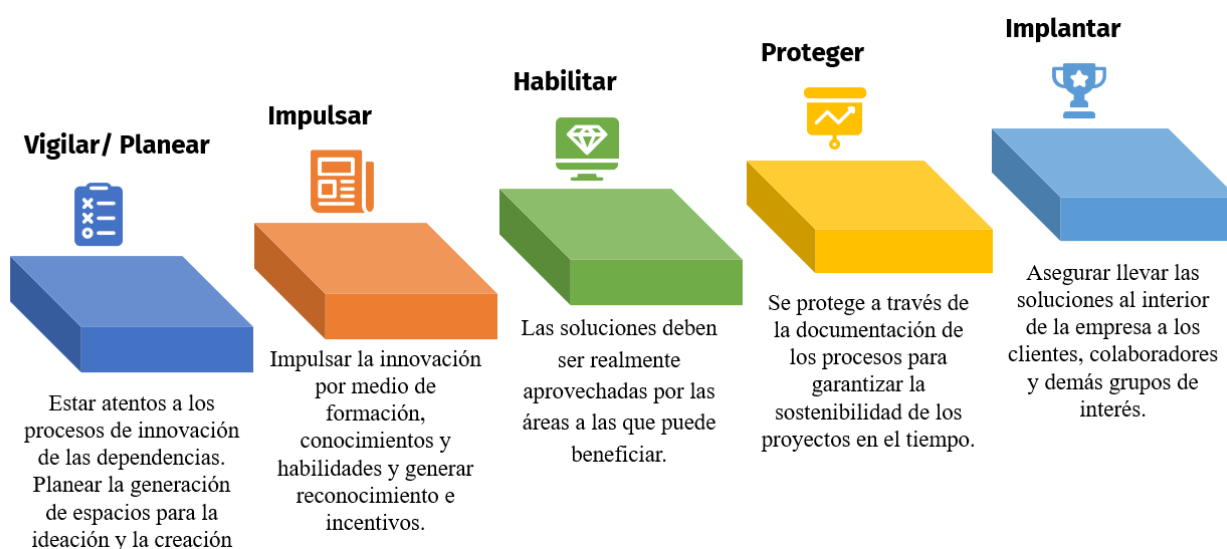 Vigilar/ Planear
Estar atentos a los
procesos de innovación
de las dependencias.
Planear la generación
de espacios para la
ideación y la creación
Impulsar
Impulsar la innovación
por medio de
formación,
conocimientos y
habilidades y generar
reconocimiento e
incentivos.
Habilitar
Las soluciones deben
ser realmente
aprovechadas por las
áreas a las que puede
beneficiar.
Proteger
Se protege a través de
la documentación de
los procesos para
garantizar la
sostenibilidad de los
proyectos en el tiempo.
Implantar
Asegurar llevar las
soluciones al interior
de la empresa a los
clientes, colaboradores
y demás grupos de
interés.